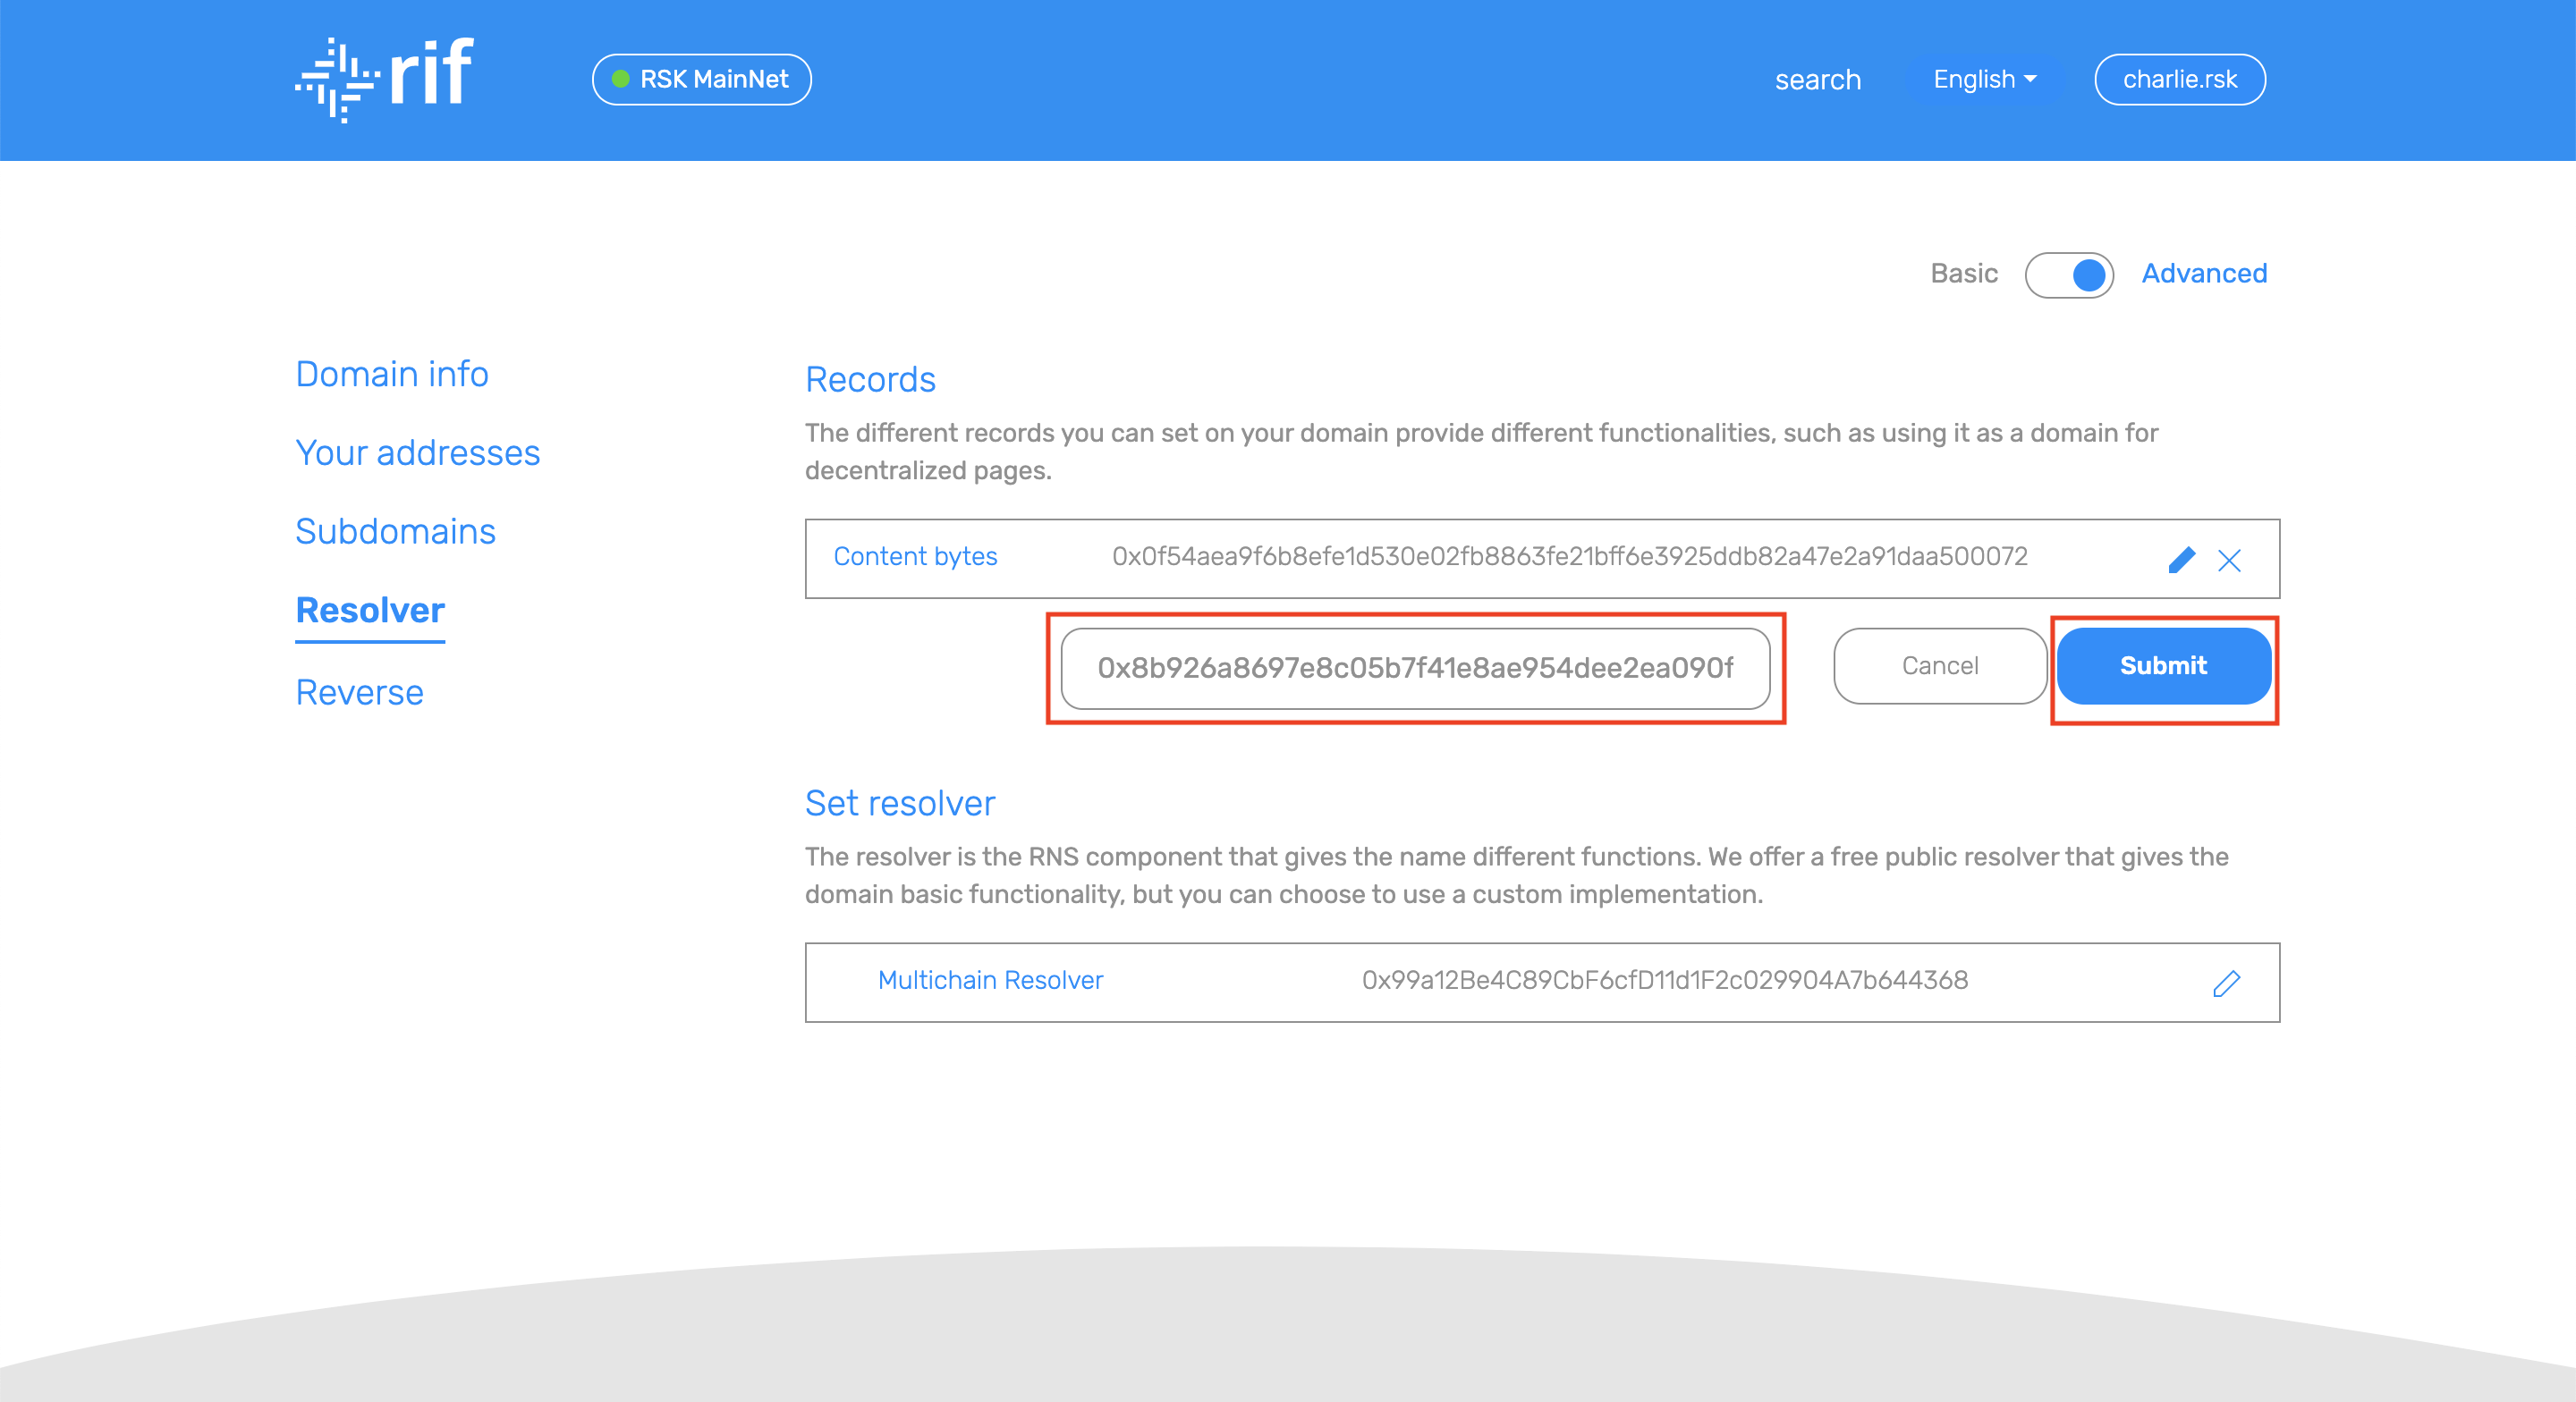 rif
RSK MainNet
search
English
charlie.rsk
Basic
Advanced
Domain info
Your addresses
Subdomains
Resolver
Reverse
Records
The different records you can set on your domain provide different functionalities, such as using it as a domain for
decentralized pages.
Content bytes 0x0f54aea9f6b8efe1d530e02fb8863fe21bff6e3925ddb82a47e2a91daa500072
0x8b926a8697e8c05b7f41e8ae954dee2ea090f
Cancel
Submit
Set resolver
The resolver is the RNS component that gives the name different functions. We offer a free public resolver that gives the
domain basic functionality, but you can choose to use a custom implementation.
Multichain Resolver 0x99a12Be4C89CbF6cfD11d1F2c029904A7b644368